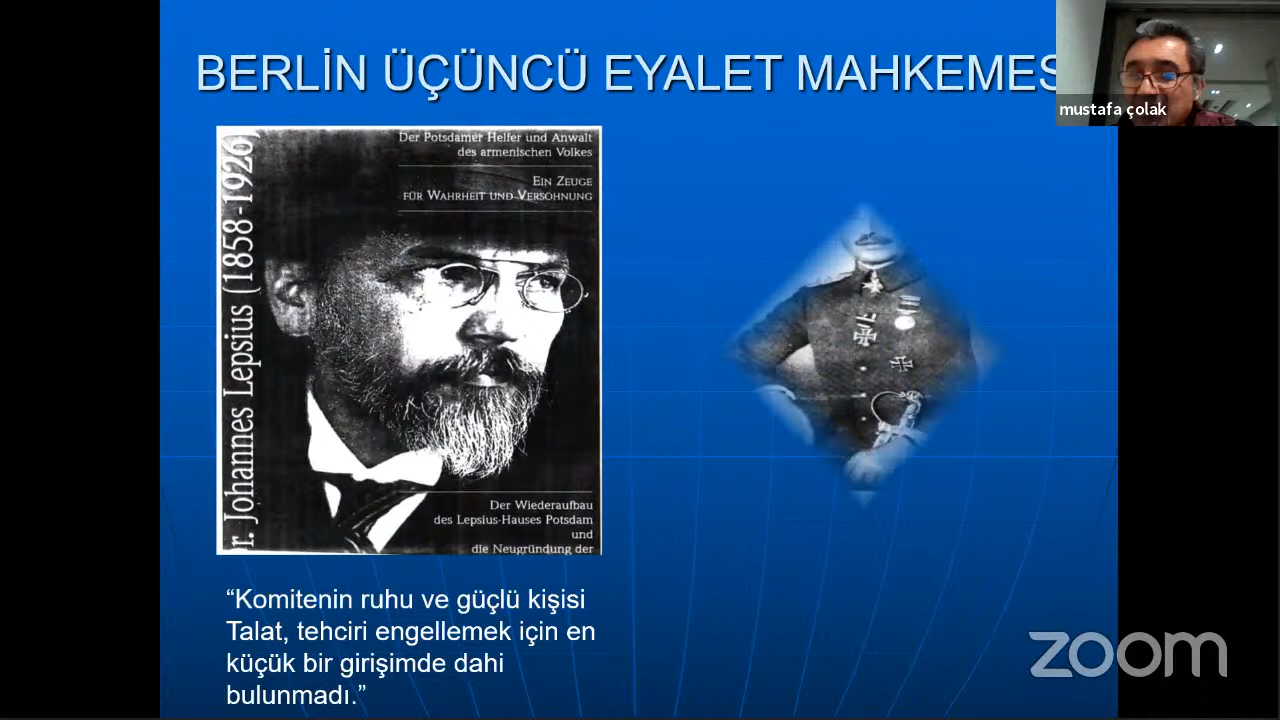 BERLİN ÜÇÜNCÜ EYALET MAHKEMES
mustafa çolak
r. Johannes Lepsius (1858-1926)
Der Potsdamer Helfer und Anwalt
des armenischen Volkes
EIN ZEUGE
FÜR WAHRHEIT UND VERSÖHNUNG
Der Wiederaufbau
des Lepsius-Hauses Potsdam
und
die Neugründung der
“Komitenin ruhu ve güçlü kişisi
Talat, tehciri engellemek için en
küçük bir girişimde dahi
bulunmadı.”
zoom